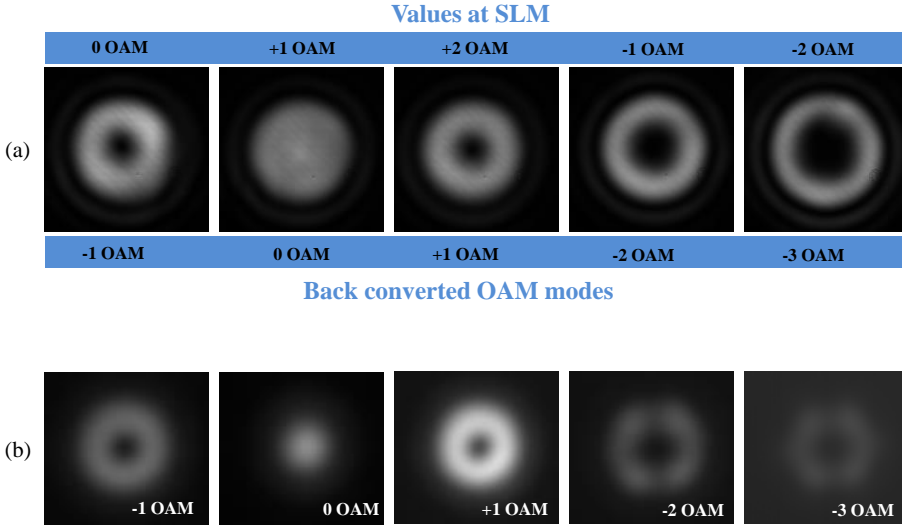 Values at SLM
0 OAM +1 OAM +2 OAM -1 OAM -2 OAM
(a)
-1 OAM 0 OAM +1 OAM -2 OAM -3 OAM
Back converted OAM modes
(b)
-1 OAM 0 OAM +1 OAM -2 OAM -3 OAM